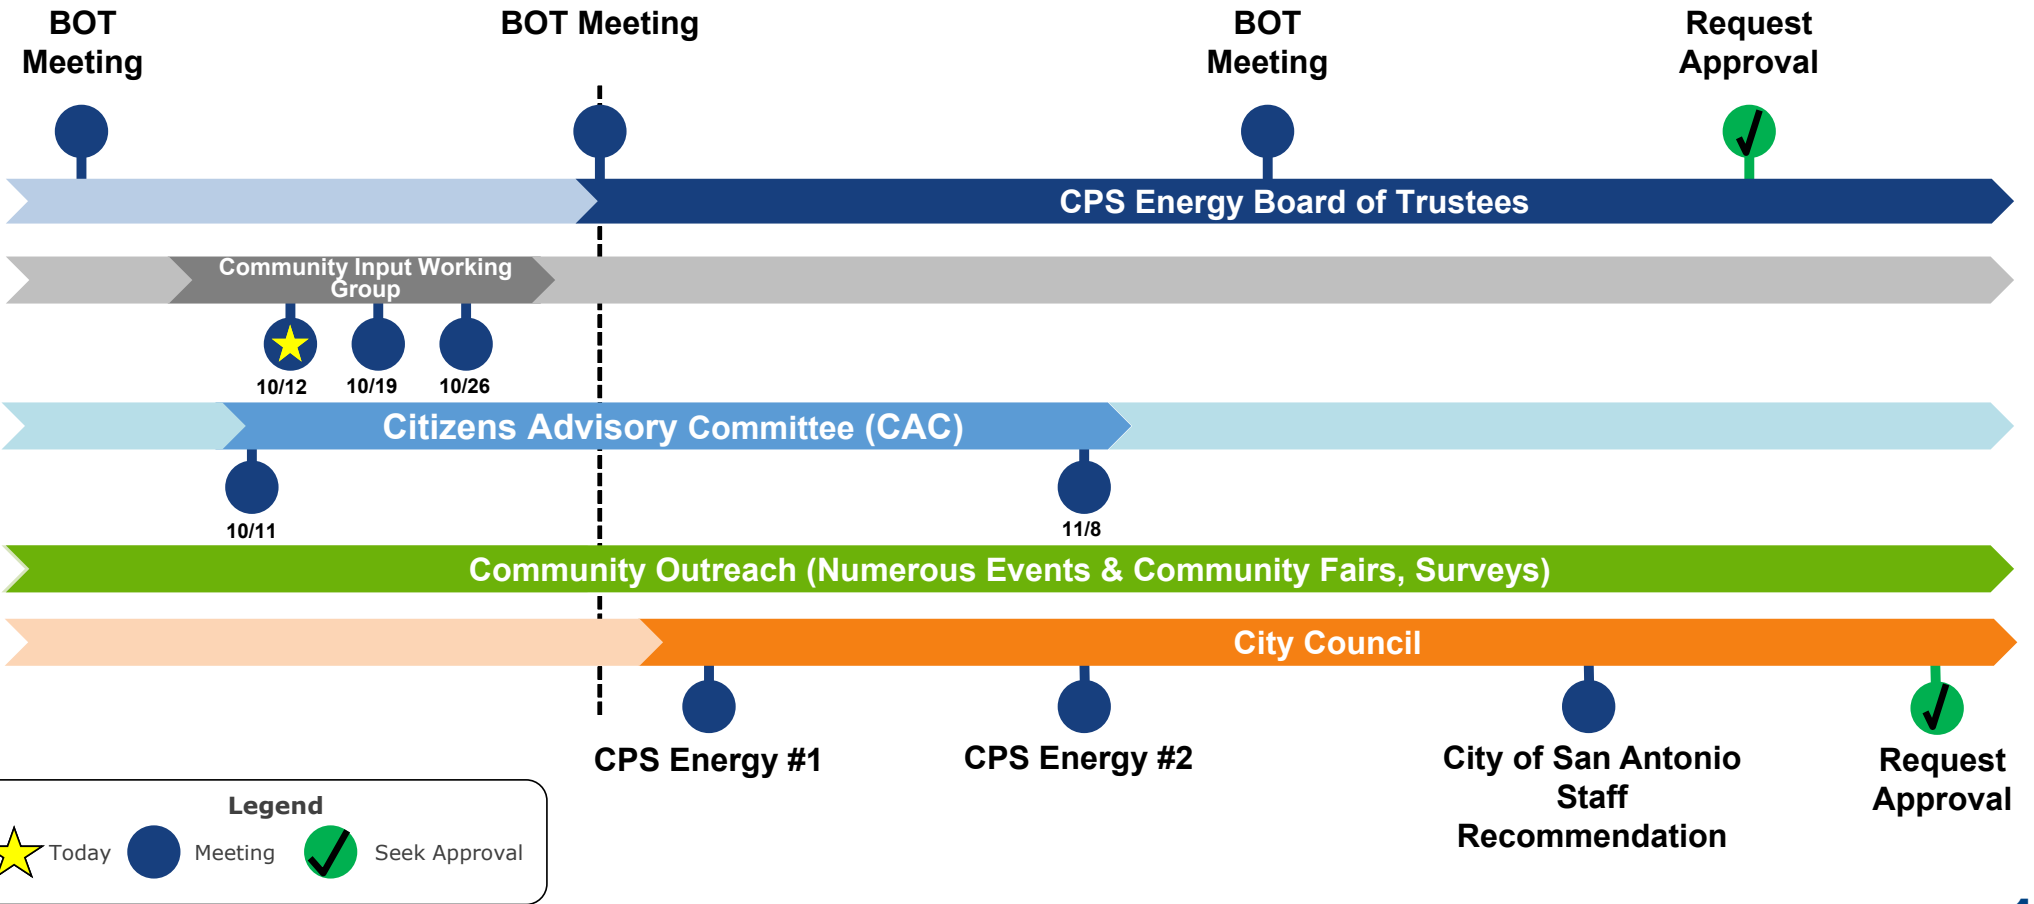 BOT
Meeting
BOT Meeting
BOT
Meeting
Request
Approval
CPS Energy Board of Trustees
Community Input Working
Group
10/12
10/19
10/26
Citizens Advisory Committee (CAC)
10/11
11/8
Community Outreach (Numerous Events & Community Fairs, Surveys)
City Council
CPS Energy #1
CPS Energy #2
City of San Antonio
Staff
Recommendation
Request
Approval
Legend
Today
Meeting
Seek Approval